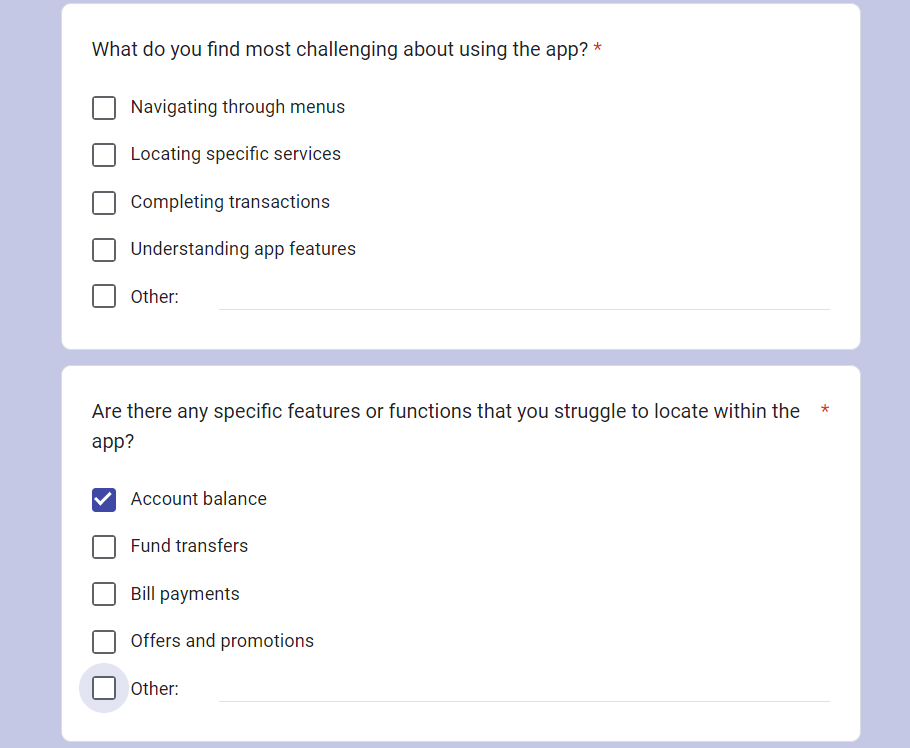 What do you find most challenging about using the app? *
Navigating through menus
Locating specific services
Completing transactions
Understanding app features
Other:
Are there any specific features or functions that you struggle to locate within the *
app?
Account balance
Fund transfers
Bill payments
Offers and promotions
Other: